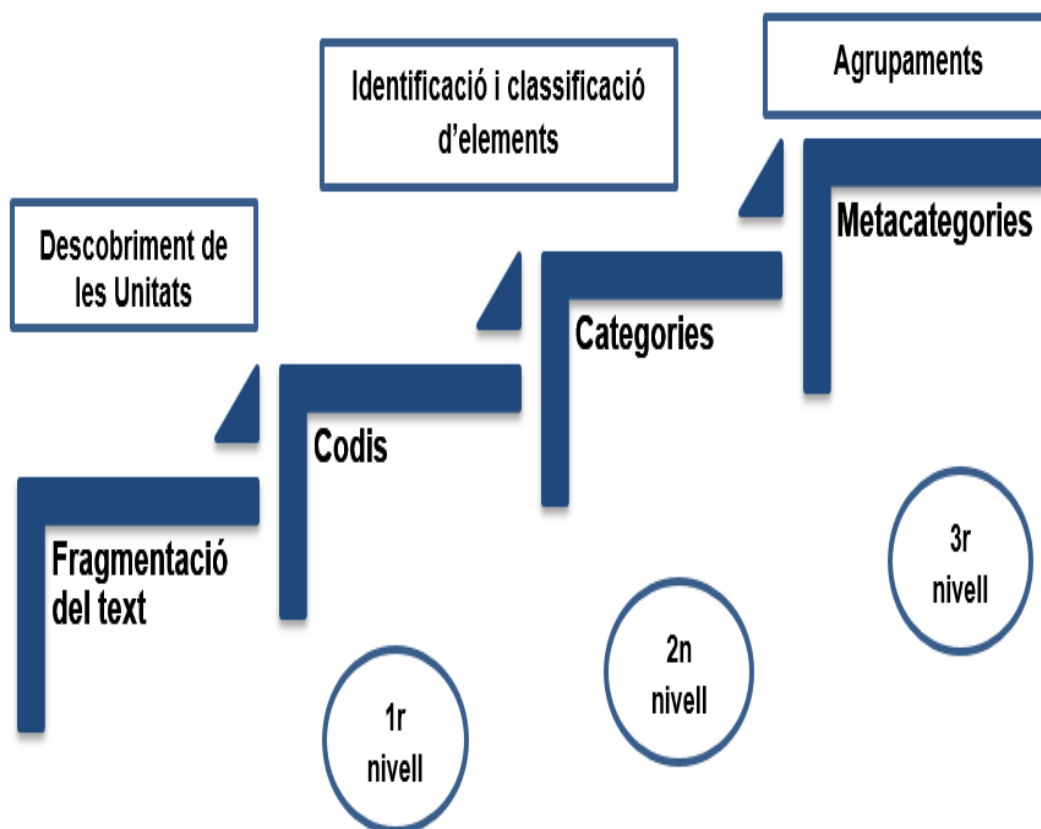 Agrupaments
Identificació i classificació
d’elements
Descobriment de
les Unitats
Metacategories
Categories
Codis
Fragmentació
del text
3r
nivell
2n
nivell
1r
nivell